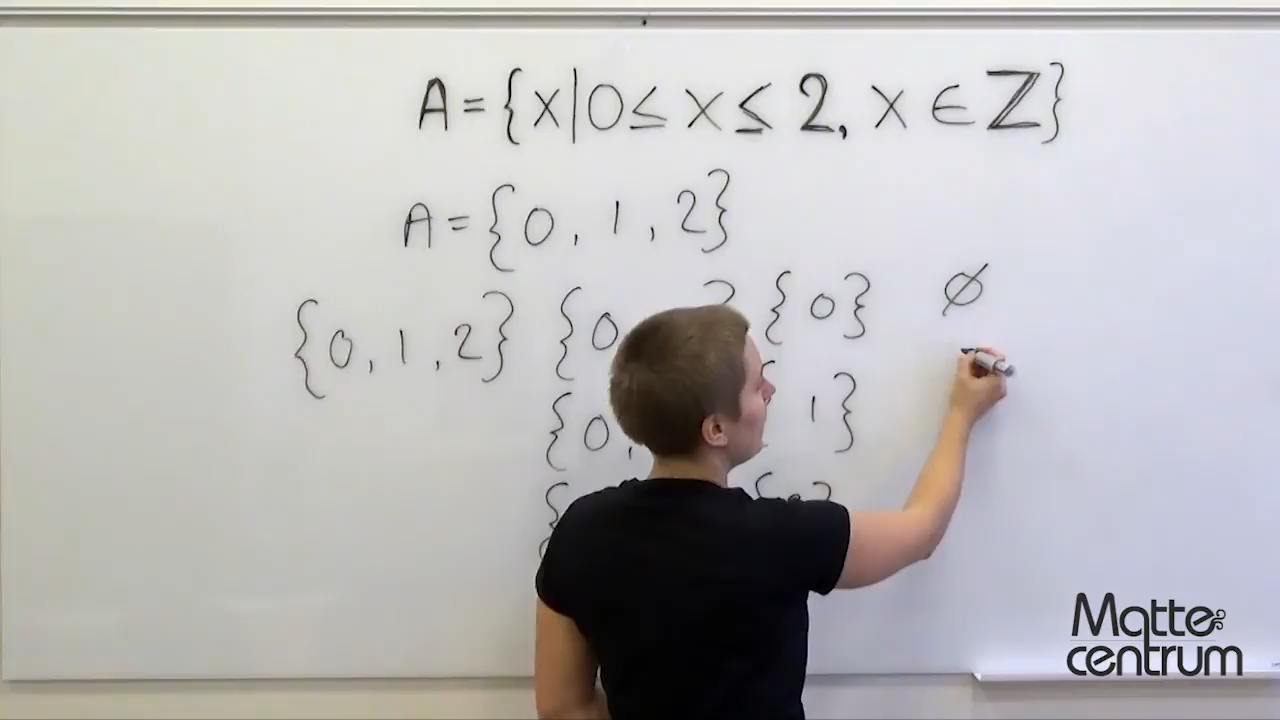 A = {x | 0 ≤ x ≤ 2, x ∈ ℤ}
A = {0, 1, 2}
{0, 1, 2} {0 } {0} ∅
{0, 1}
{
Matte
centrum